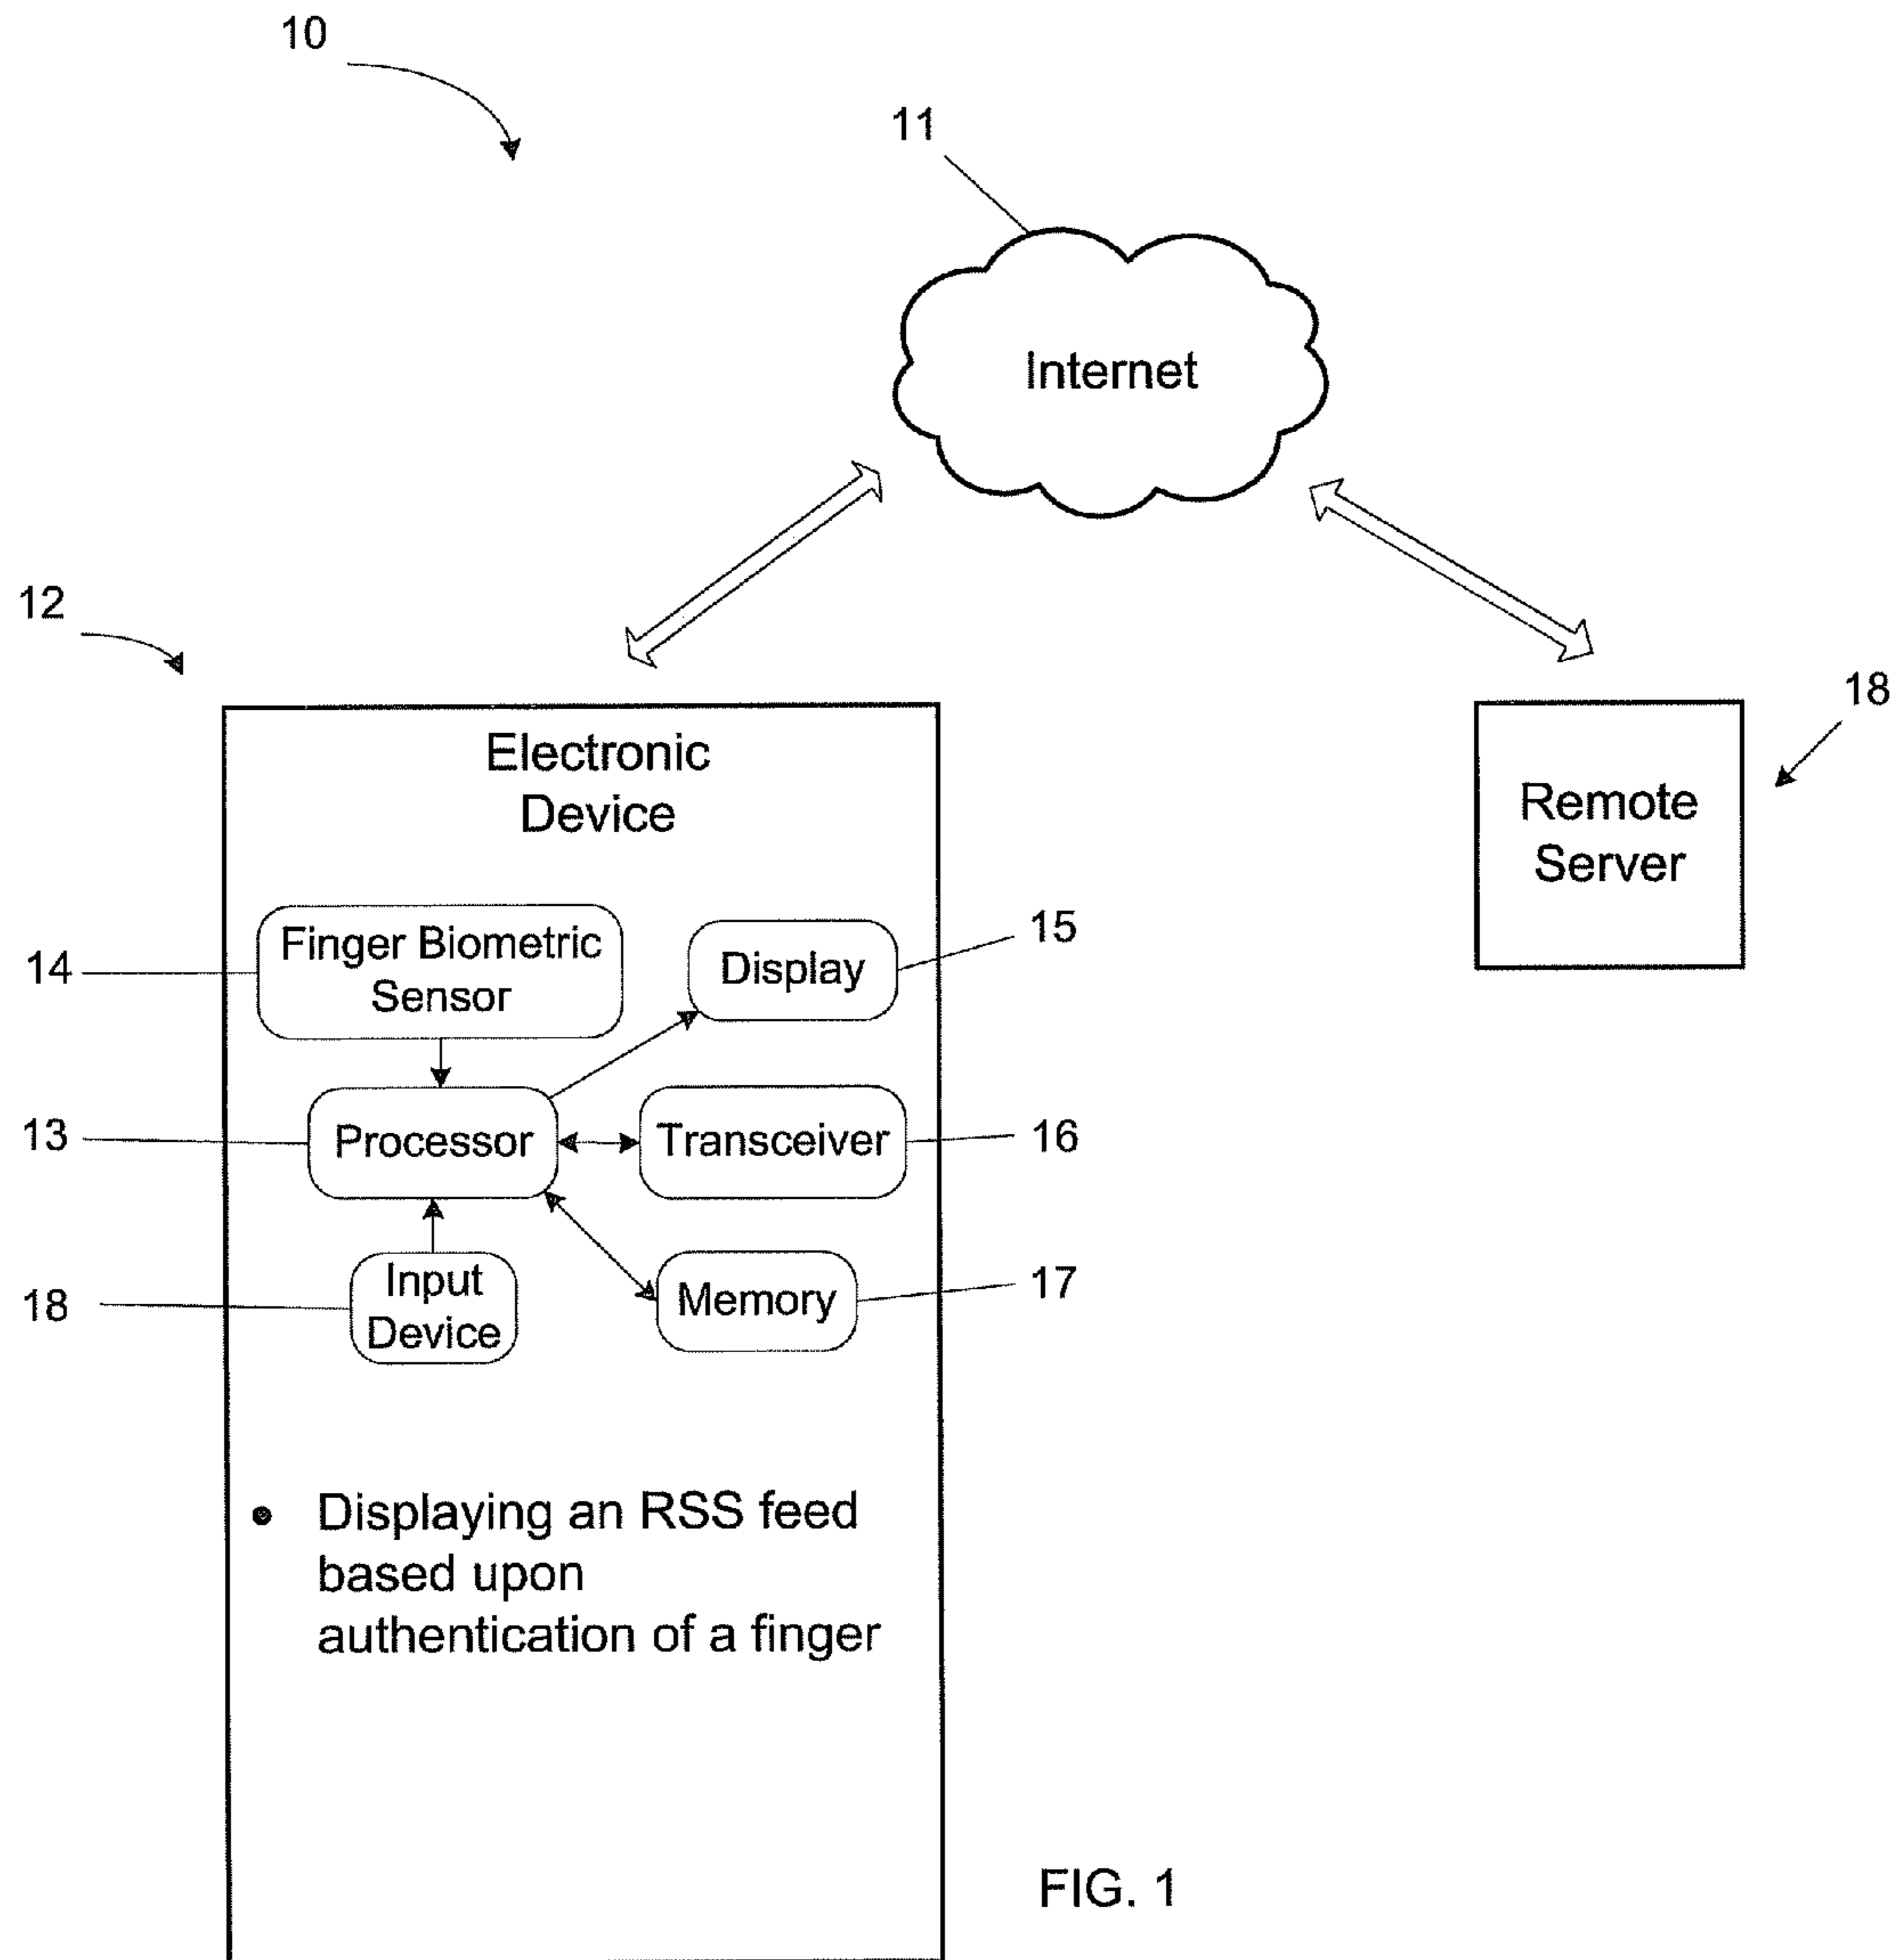 10
11
Internet
12
18
Electronic
Device
Remote
Server
Finger Biometric
Sensor
14
Display
15
13
Processor
Transceiver
16
18
Input
Device
Memory
17
• Displaying an RSS feed
based upon
authentication of a finger
FIG. 1